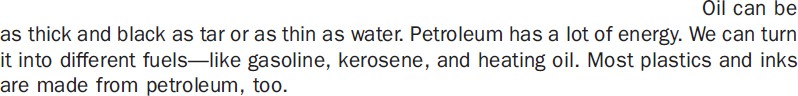 Oil can be
as thick and black as tar or as thin as water. Petroleum has a lot of energy. We can turn
it into different fuels—like gasoline, kerosene, and heating oil. Most plastics and inks
are made from petroleum, too.